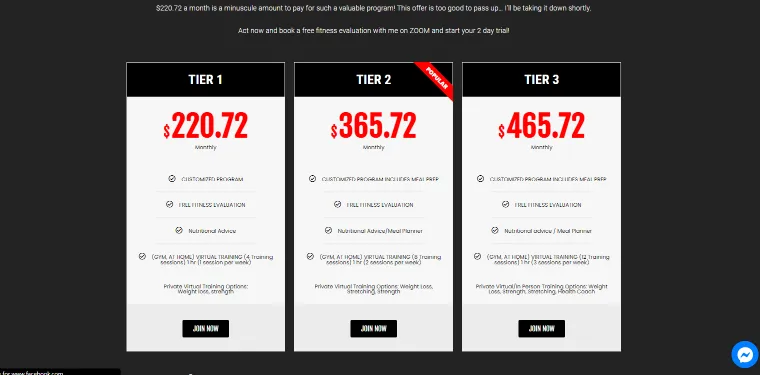 $220.72 a month is a minuscule amount to pay for such a valuable program! This offer is too good to pass up... I'll be taking it down shortly.
Act now and book a free fitness evaluation with me on ZOOM and start your 2 day trial!
TIER 1
$220.72
Monthly
CUSTOMIZED PROGRAM
FREE FITNESS EVALUATION
Nutritional Advice
(GYM, AT HOME) VIRTUAL TRAINING (4 Training
sessions) 1 hr (1 session per week)
Private Virtual Training Options:
Weight loss, strength
JOIN NOW
TIER 2
POPULAR
$365.72
Monthly
CUSTOMIZED PROGRAM INCLUDES MEAL PREP
FREE FITNESS EVALUATION
Nutritional Advice/Meal Planner
(GYM, AT HOME) VIRTUAL TRAINING (8 Training
sessions) 1 hr (2 sessions per week)
Private Virtual Training Options: Weight Loss,
Stretching, Strength
JOIN NOW
TIER 3
$465.72
Monthly
CUSTOMIZED PROGRAM INCLUDES MEAL PREP
FREE FITNESS EVALUATION
Nutritional advice / Meal Planner
(GYM, AT HOME) VIRTUAL TRAINING (12 Training
sessions) 1 hr (3 sessions per week)
Private Virtual/In Person Training Options: Weight
Loss, Strength, Stretching, Health Coach
JOIN NOW
for www.facebook.com